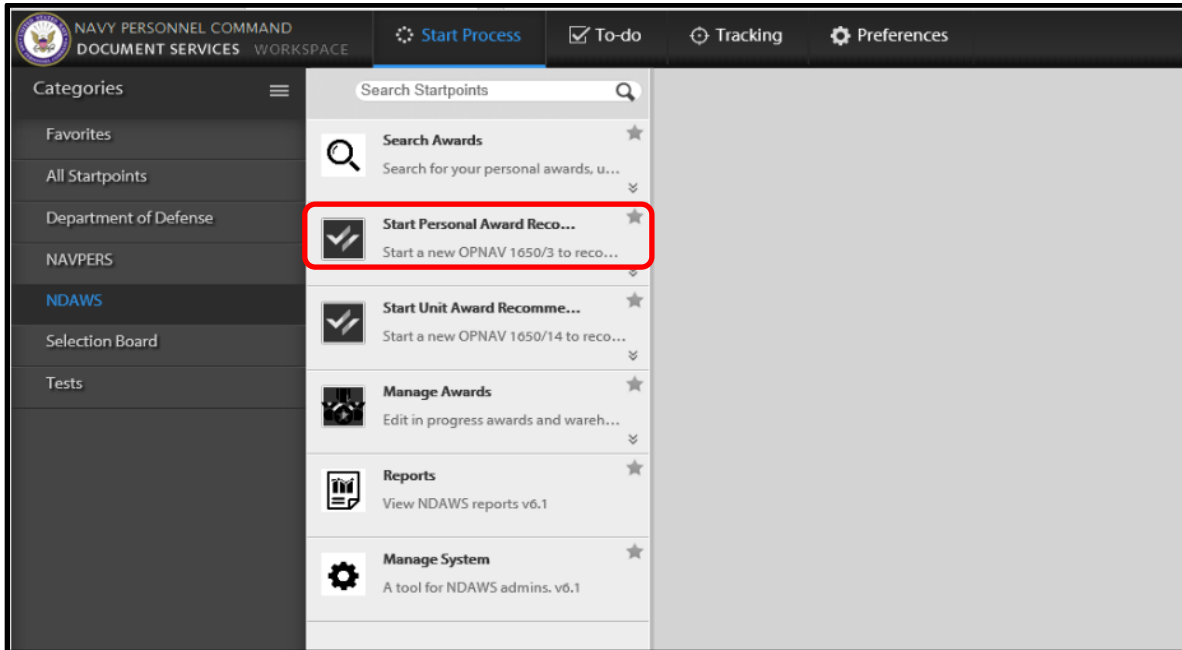 NAVY PERSONNEL COMMAND
DOCUMENT SERVICES WORKSPACE
Start Process
To-do
Tracking
Preferences
Categories
Favorites
All Startpoints
Department of Defense
NAVPERS
NDAWS
Selection Board
Tests
Search Startpoints
Search Awards
Search for your personal awards, u...
Start Personal Award Reco...
Start a new OPNAV 1650/3 to reco...
Start Unit Award Recomme...
Start a new OPNAV 1650/14 to reco...
Manage Awards
Edit in progress awards and wareh...
Reports
View NDAWS reports v6.1
Manage System
A tool for NDAWS admins. v6.1